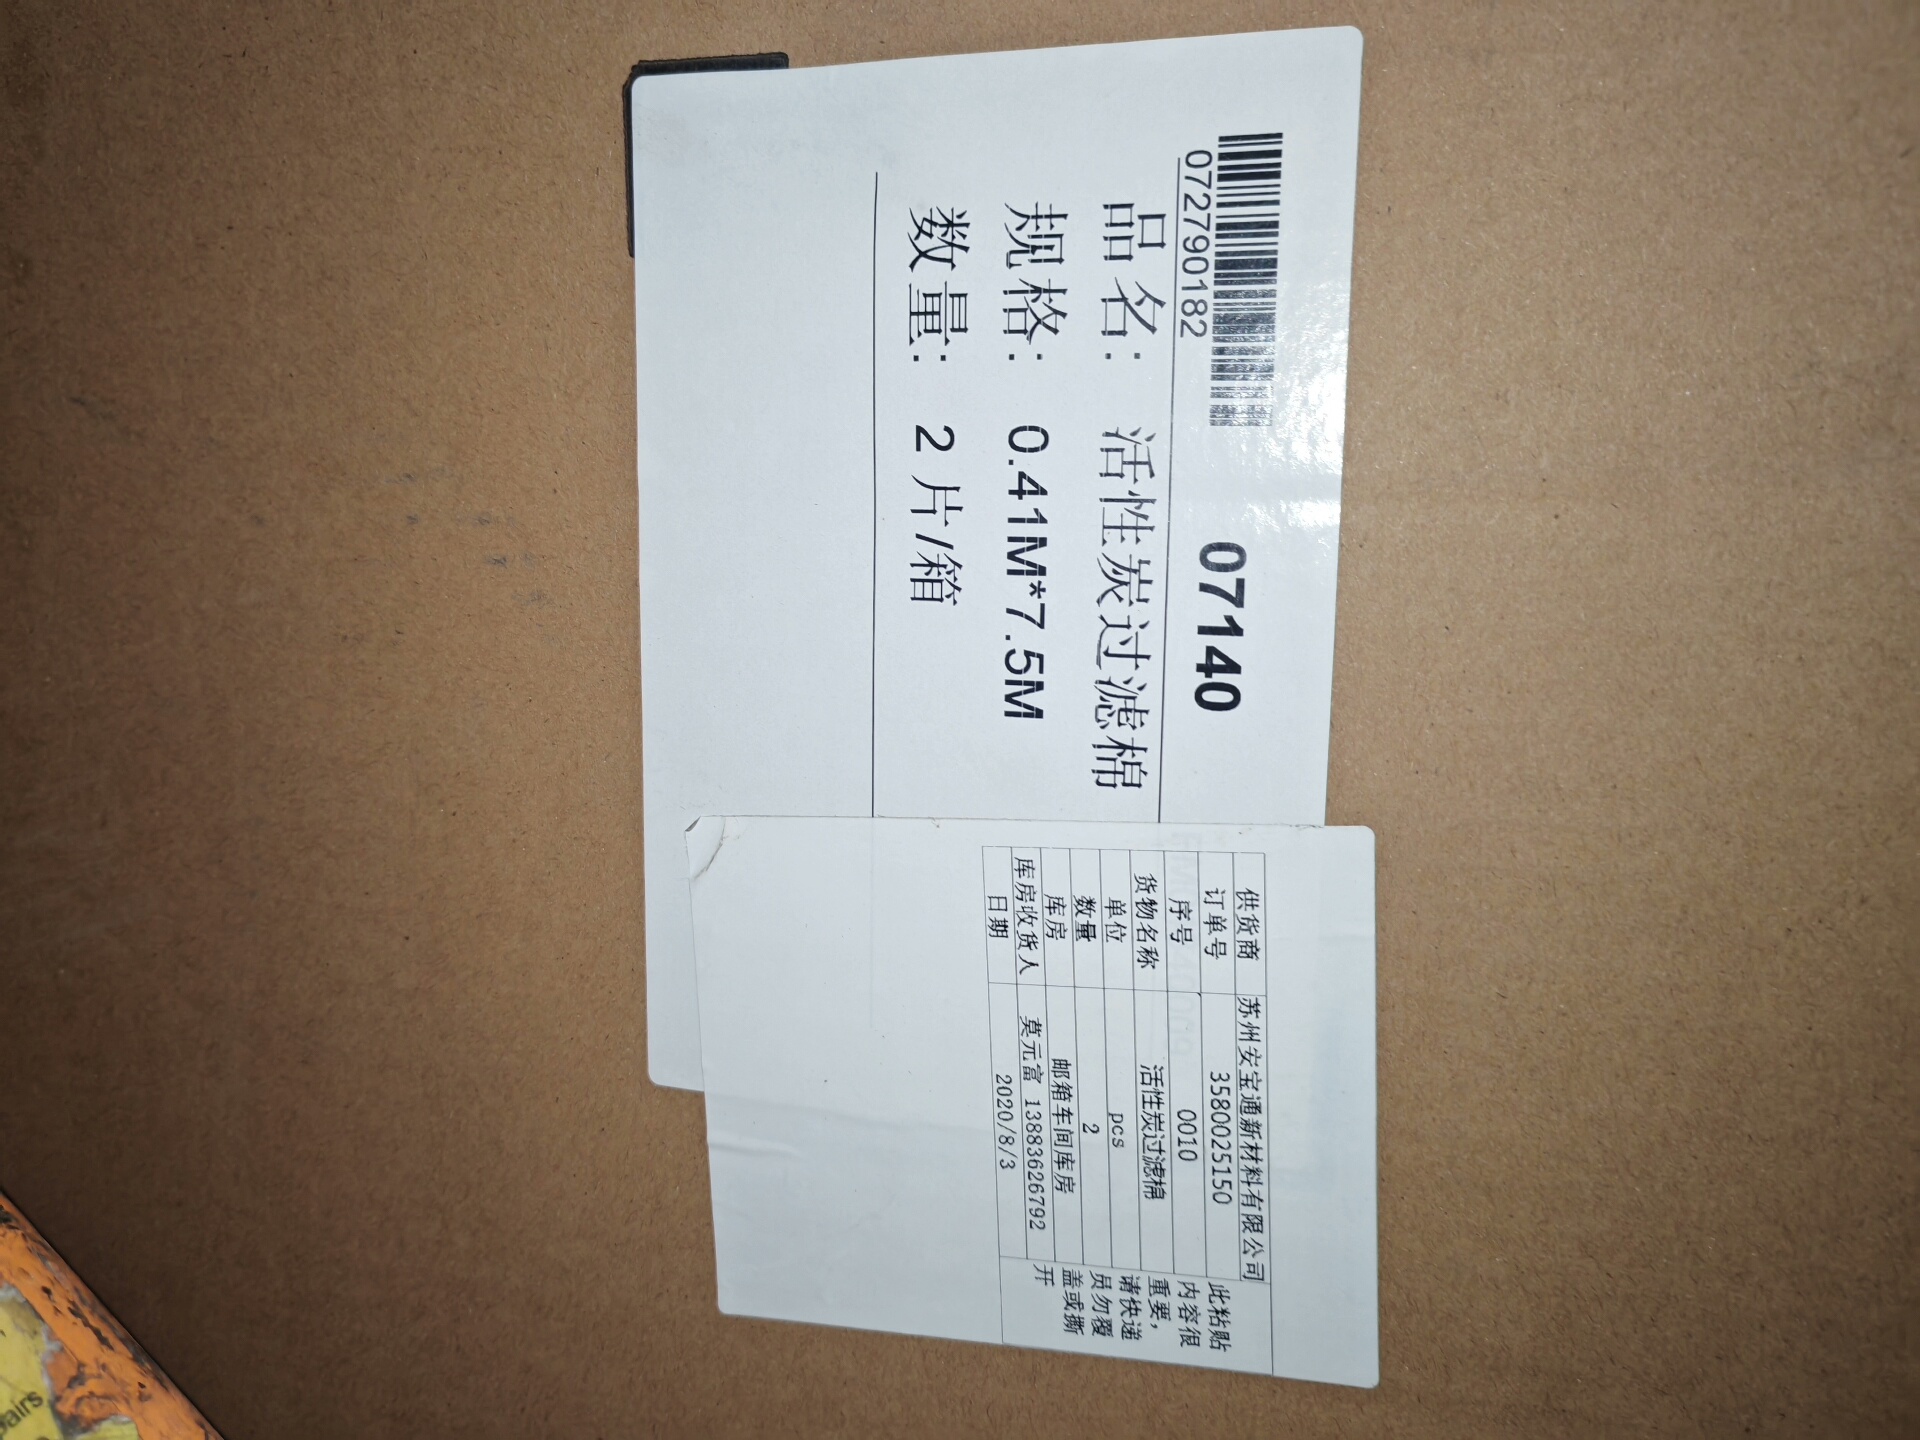 0727790182
07140
品名: 活性炭过滤棉
规格: 0.41M*7.5M
数量: 2 片/箱
供货商 苏州安宝通新材料有限公司
订单号 3580025150
序号 0010
货物名称 活性炭过滤棉
单位 pcs
数量 2
库房 邮箱车间库房
库房收货人 莫元富 13883626792
日期 2020/8/3
此粘贴
内容很
重要,
请快递
员勿覆
盖或撕
开
airs